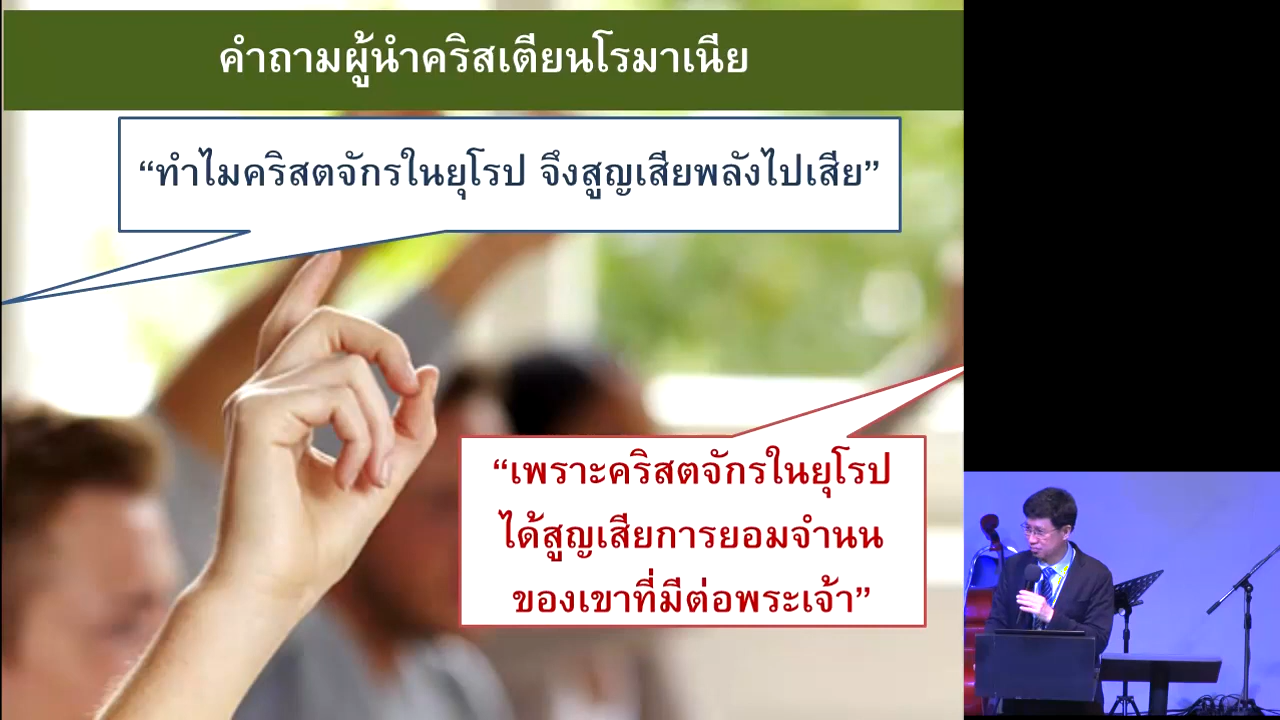 คำถามผู้นำคริสเตียนโรมาเนีย
“ทำไมคริสตจักรในยุโรป จึงสูญเสียพลังไปเสีย”
“เพราะคริสตจักรในยุโรป
ได้สูญเสียการยอมจำนน
ของเขาที่มีต่อพระเจ้า”